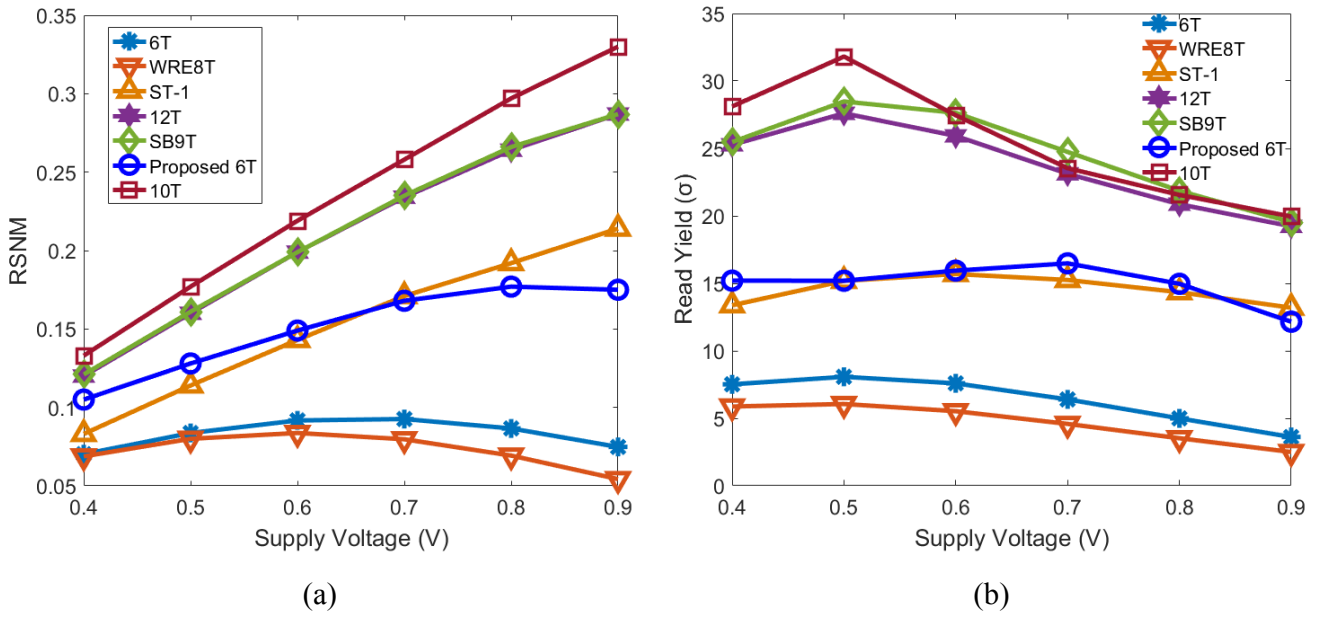 0.35
0.3
0.25
0.2
0.15
0.1
0.05
RSNM
6T
WRE8T
ST-1
12T
SB9T
Proposed 6T
10T
0.4 0.5 0.6 0.7 0.8 0.9
Supply Voltage (V)
(a)
35
30
25
20
15
10
5
0
Read Yield (σ)
6T
WRE8T
ST-1
12T
SB9T
Proposed 6T
10T
0.4 0.5 0.6 0.7 0.8 0.9
Supply Voltage (V)
(b)